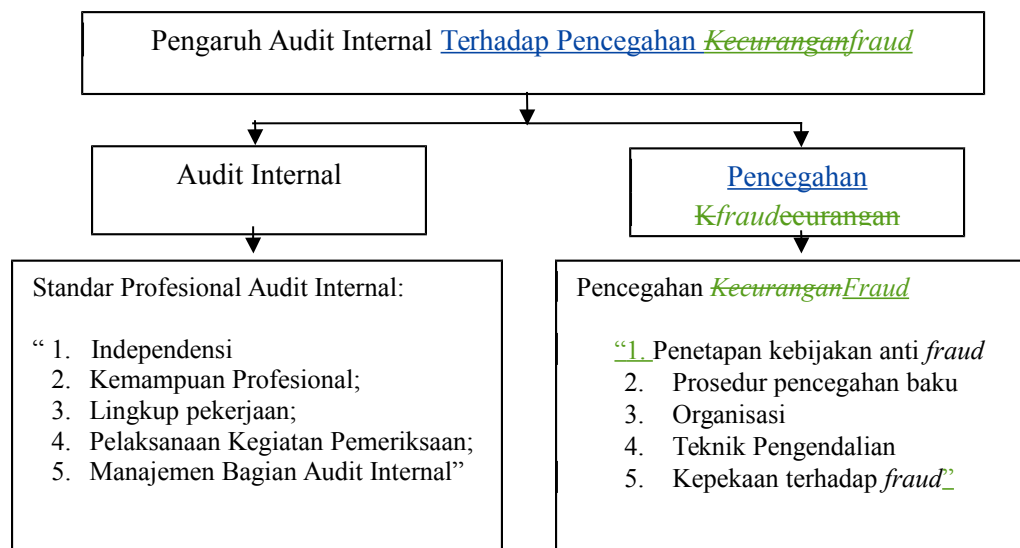 Pengaruh Audit Internal Terhadap Pencegahan Kecuranganfraud
Audit Internal
Pencegahan
Kfraudecurangan
Standar Profesional Audit Internal:
“ 1. Independensi
2. Kemampuan Profesional;
3. Lingkup pekerjaan;
4. Pelaksanaan Kegiatan Pemeriksaan;
5. Manajemen Bagian Audit Internal”
Pencegahan KecuranganFraud
“1. Penetapan kebijakan anti fraud
2. Prosedur pencegahan baku
3. Organisasi
4. Teknik Pengendalian
5. Kepekaan terhadap fraud”